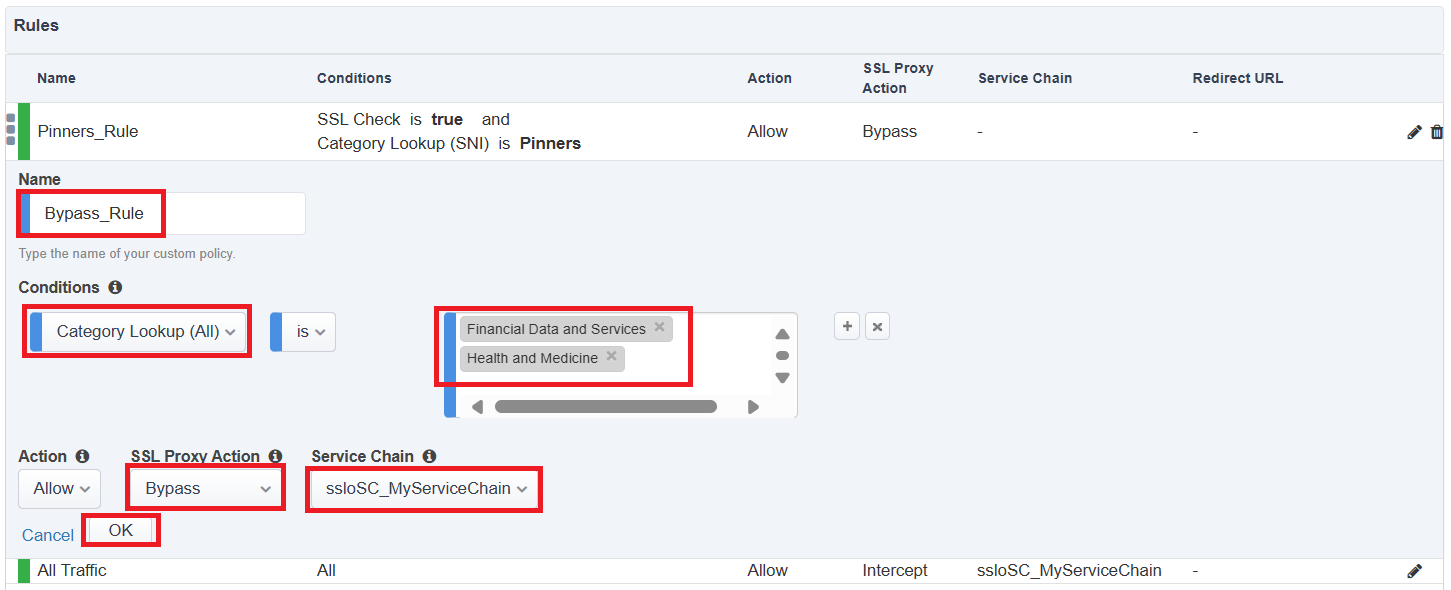 Rules
Name Conditions Action SSL Proxy Action Service Chain Redirect URL
Pinners_Rule SSL Check is true and Allow Bypass - -
Category Lookup (SNI) is Pinners
Name
Bypass_Rule
Type the name of your custom policy.
Conditions
Category Lookup (All) is Financial Data and Services
Health and Medicine
Action SSL Proxy Action Service Chain
Allow Bypass ssloSC_MyServiceChain
Cancel OK
All Traffic All Allow Intercept ssloSC_MyServiceChain -